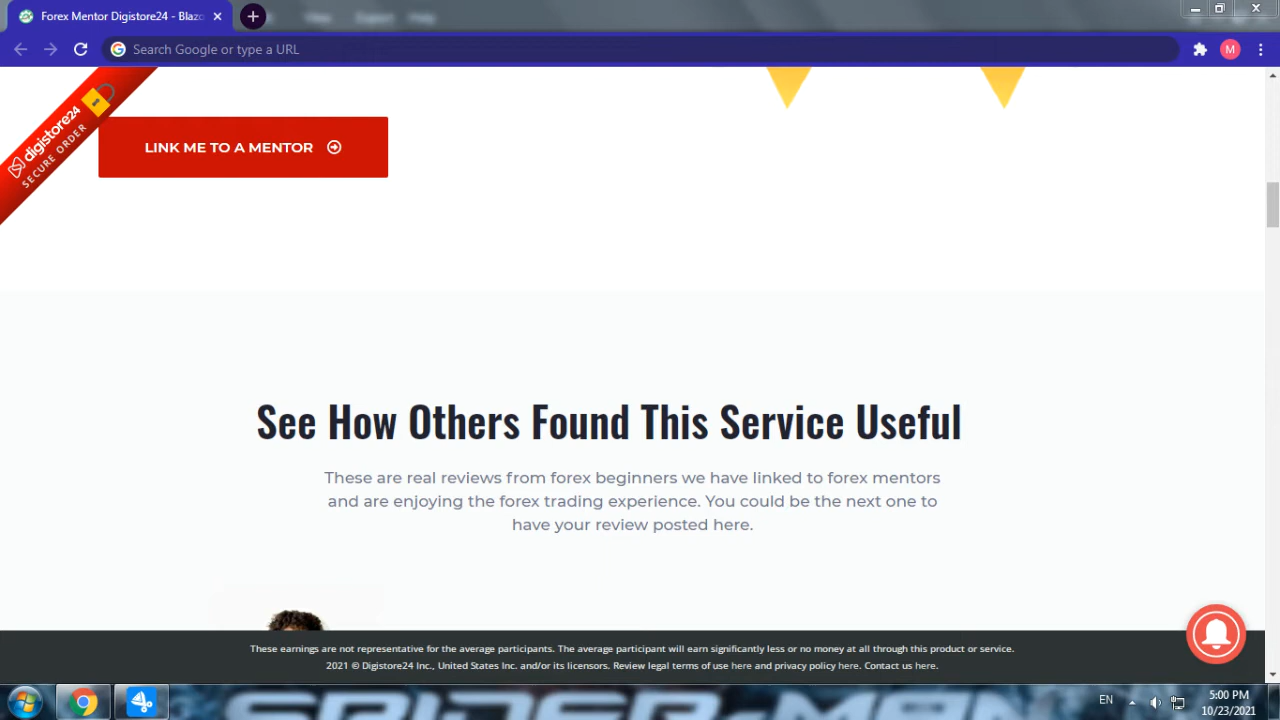 Forex Mentor Digistore24 - Blaz
View Export Help
Search Google or type a URL
M
digistore24
SECURE ORDER
LINK ME TO A MENTOR
See How Others Found This Service Useful
These are real reviews from forex beginners we have linked to forex mentors
and are enjoying the forex trading experience. You could be the next one to
have your review posted here.
These earnings are not representative for the average participants. The average participant will earn significantly less or no money at all through this product or service.
2021 © Digistore24 Inc., United States Inc. and/or its licensors. Review legal terms of use here and privacy policy here. Contact us here.
SPIDER-MAN
EN
5:00 PM
10/23/2021